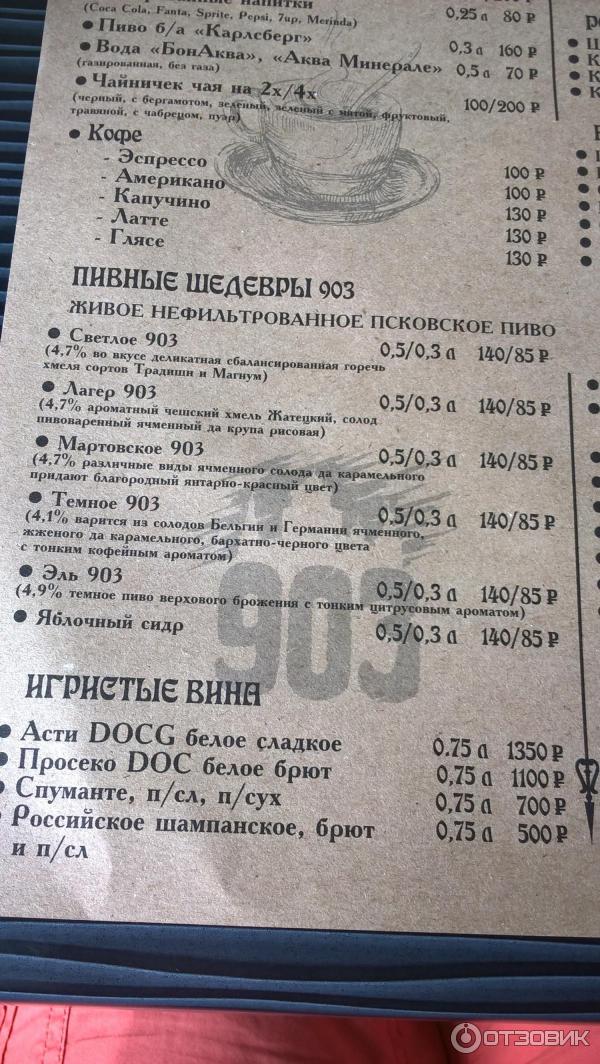 напитки
(Coca Cola, Fanta, Sprite, Pepsi, 7up, Merinda) 0,25 л 80 ₽
• Пиво б/а «Карлсберг» 0,3 л 160 ₽
• Вода «БонАква», «Аква Минерале» 0,5 л 70 ₽
(газированная, без газа)
• Чайничек чая на 2х/4х 100/200 ₽
(черный, с бергамотом, зеленый, зеленый с мятой, фруктовый,
травяной, с чабрецом, пуэр)
• Кофе
- Эспрессо 100 ₽
- Американо 100 ₽
- Капучино 130 ₽
- Латте 130 ₽
- Глясе 130 ₽
ПИВНЫЕ ШЕДЕВРЫ 903
ЖИВОЕ НЕФИЛЬТРОВАННОЕ ПСКОВСКОЕ ПИВО
• Светлое 903 0,5/0,3 л 140/85 ₽
(4,7% во вкусе деликатная сбалансированная горечь
хмеля сортов Традишн и Магнум)
• Лагер 903 0,5/0,3 л 140/85 ₽
(4,7% ароматный чешский хмель Жатецкий, солод
пивоваренный ячменный да крупа рисовая)
• Мартовское 903 0,5/0,3 л 140/85 ₽
(4,7% различные виды ячменного солода да карамельного
придают благородный янтарно-красный цвет)
• Темное 903 0,5/0,3 л 140/85 ₽
(4,1% варится из солодов Бельгии и Германии ячменного,
жженого да карамельного, бархатно-черного цвета
с тонким кофейным ароматом)
• Эль 903 0,5/0,3 л 140/85 ₽
(4.9% темное пиво верхового брожения с тонким цитрусовым ароматом)
• Яблочный сидр 0,5/0,3 л 140/85 ₽
903
ИГРИСТЫЕ ВИНА
• Асти DOCG белое сладкое 0.75 л 1350 ₽
• Просеко DOC белое брют 0,75 л 1100 ₽
• Спуманте, п/сл, п/сух 0,75 л 700 ₽
• Российское шампанское, брют 0,75 л 500 ₽
и п/сл
ОТЗОВИК